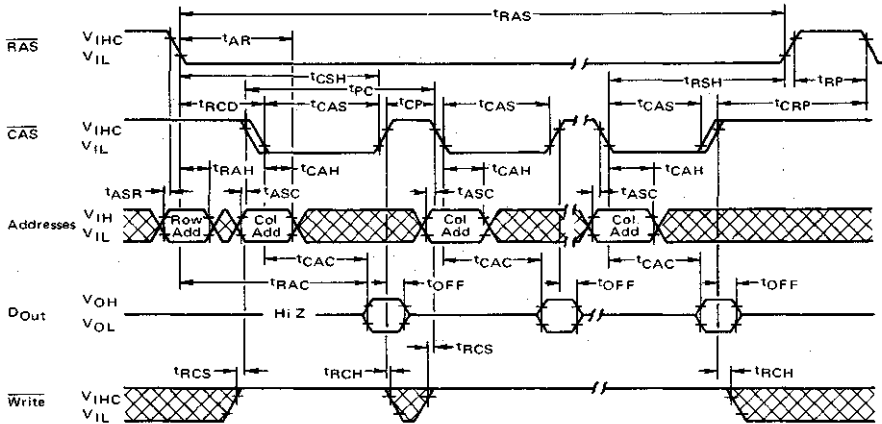 tRAS
RAS
VIHC
VIL
tAR
tCSH
tPC
tRSH
tRP
tRCD
tCAS
tCP
tCAS
tCAS
tCRP
CAS
VIHC
VIL
tRAH
tCAH
tCAH
tCAH
tASR
tASC
tASC
tASC
Addresses
VIH
VIL
Row Add
Col Add
Col Add
Col. Add
tCAC
tCAC
tCAC
tRAC
tOFF
tOFF
tOFF
DOut
VOH
VOL
Hi Z
tRCS
tRCS
tRCH
tRCH
Write
VIHC
VIL